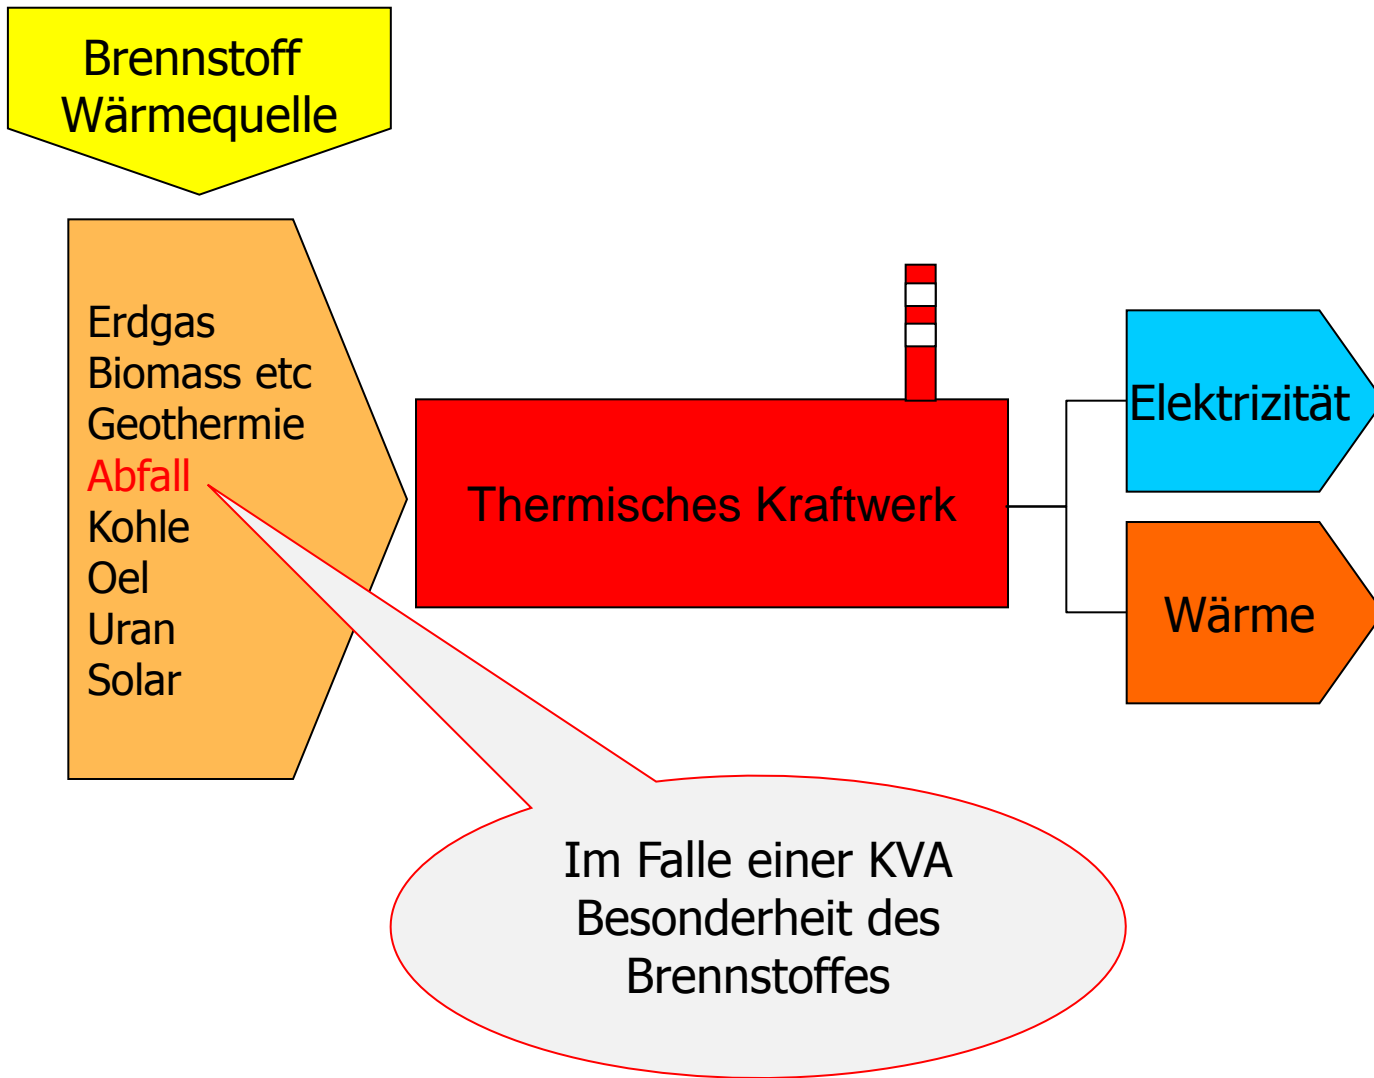 Brennstoff
Wärmequelle
Erdgas
Biomass etc
Geothermie
Abfall
Kohle
Oel
Uran
Solar
Thermisches Kraftwerk
Elektrizität
Wärme
Im Falle einer KVA
Besonderheit des
Brennstoffes